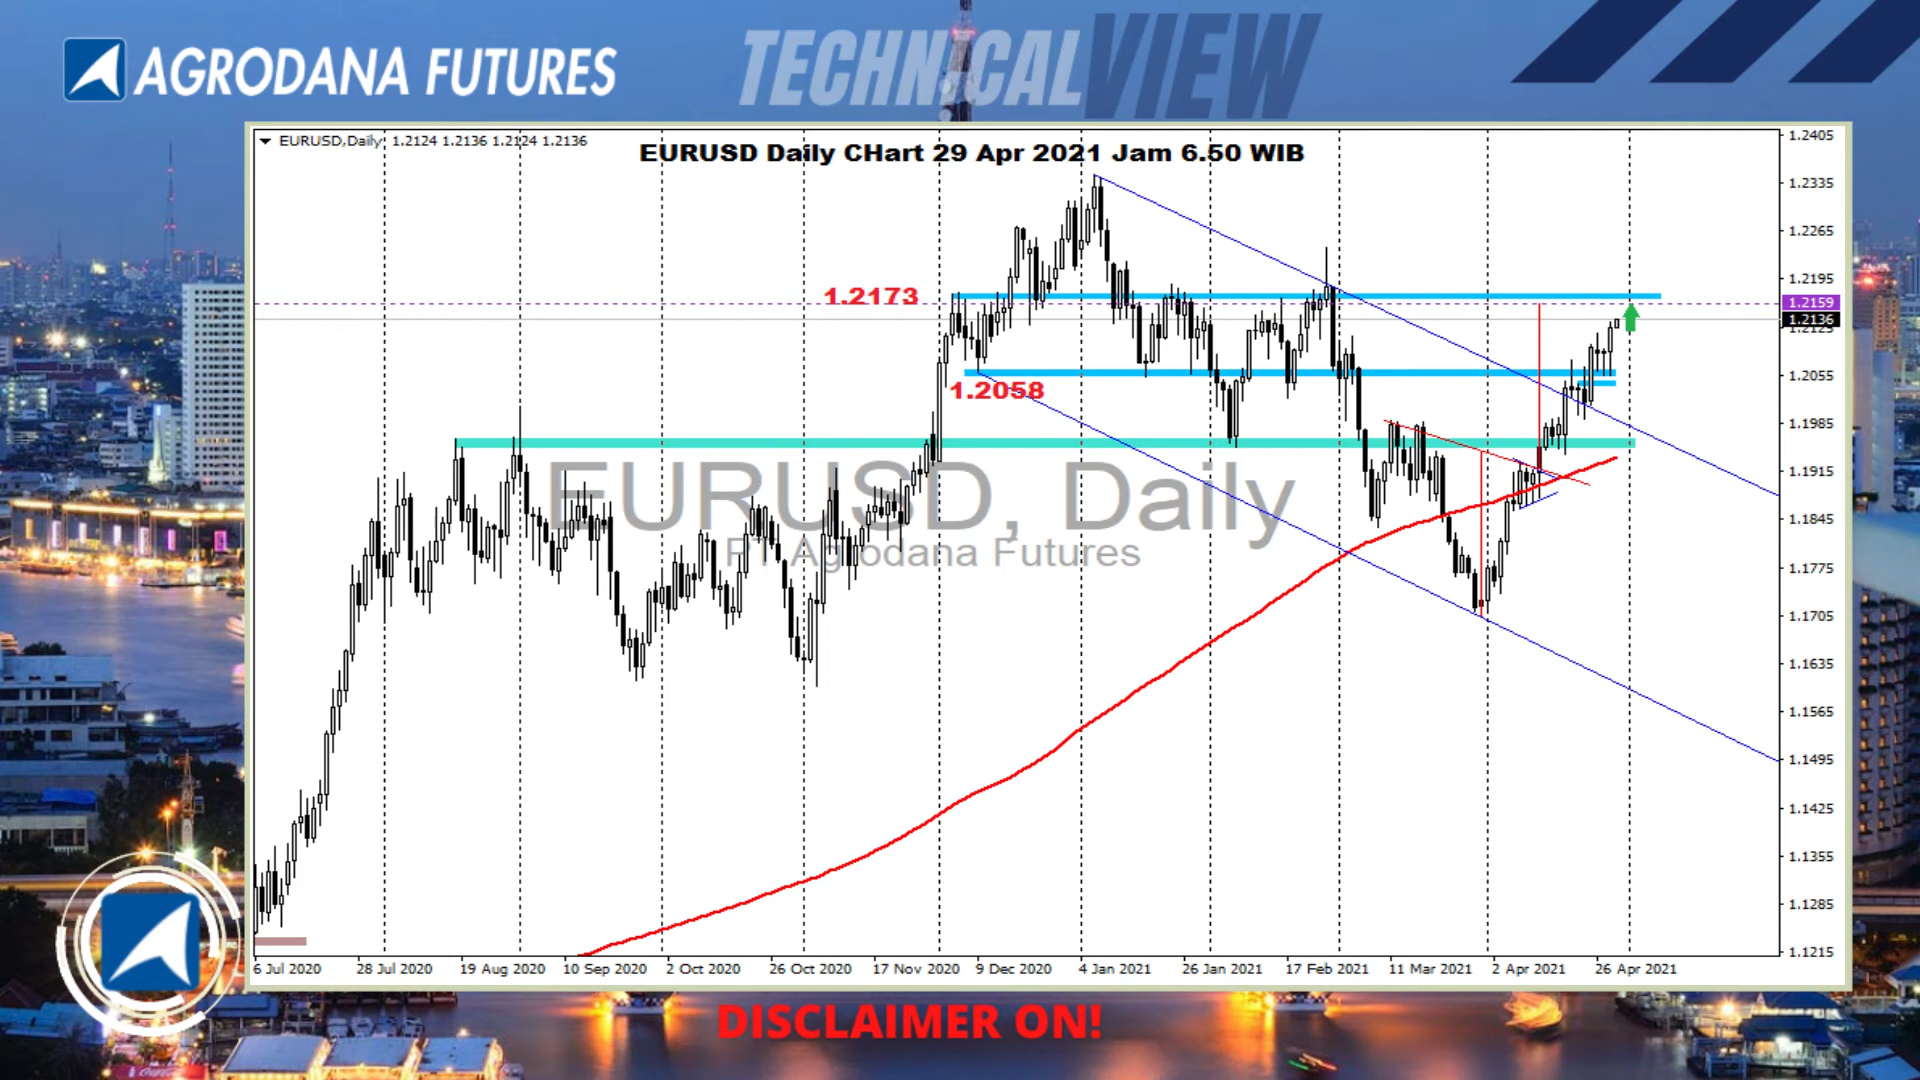 AGRODANA FUTURES
TECHNICAL VIEW
EURUSD,Daily 1.2124 1.2136 1.2124 1.2136
EURUSD Daily CHart 29 Apr 2021 Jam 6.50 WIB
1.2405
1.2335
1.2265
1.2195
1.2173
1.2159
1.2136
1.2125
1.2055
1.2058
1.1985
1.1915
EURUSD, Daily
PT Agrodana Futures
1.1845
1.1775
1.1705
1.1635
1.1565
1.1495
1.1425
1.1355
1.1285
1.1215
6 Jul 2020 28 Jul 2020 19 Aug 2020 10 Sep 2020 2 Oct 2020 26 Oct 2020 17 Nov 2020 9 Dec 2020 4 Jan 2021 26 Jan 2021 17 Feb 2021 11 Mar 2021 2 Apr 2021 26 Apr 2021
DISCLAIMER ON!
Coca-Cola